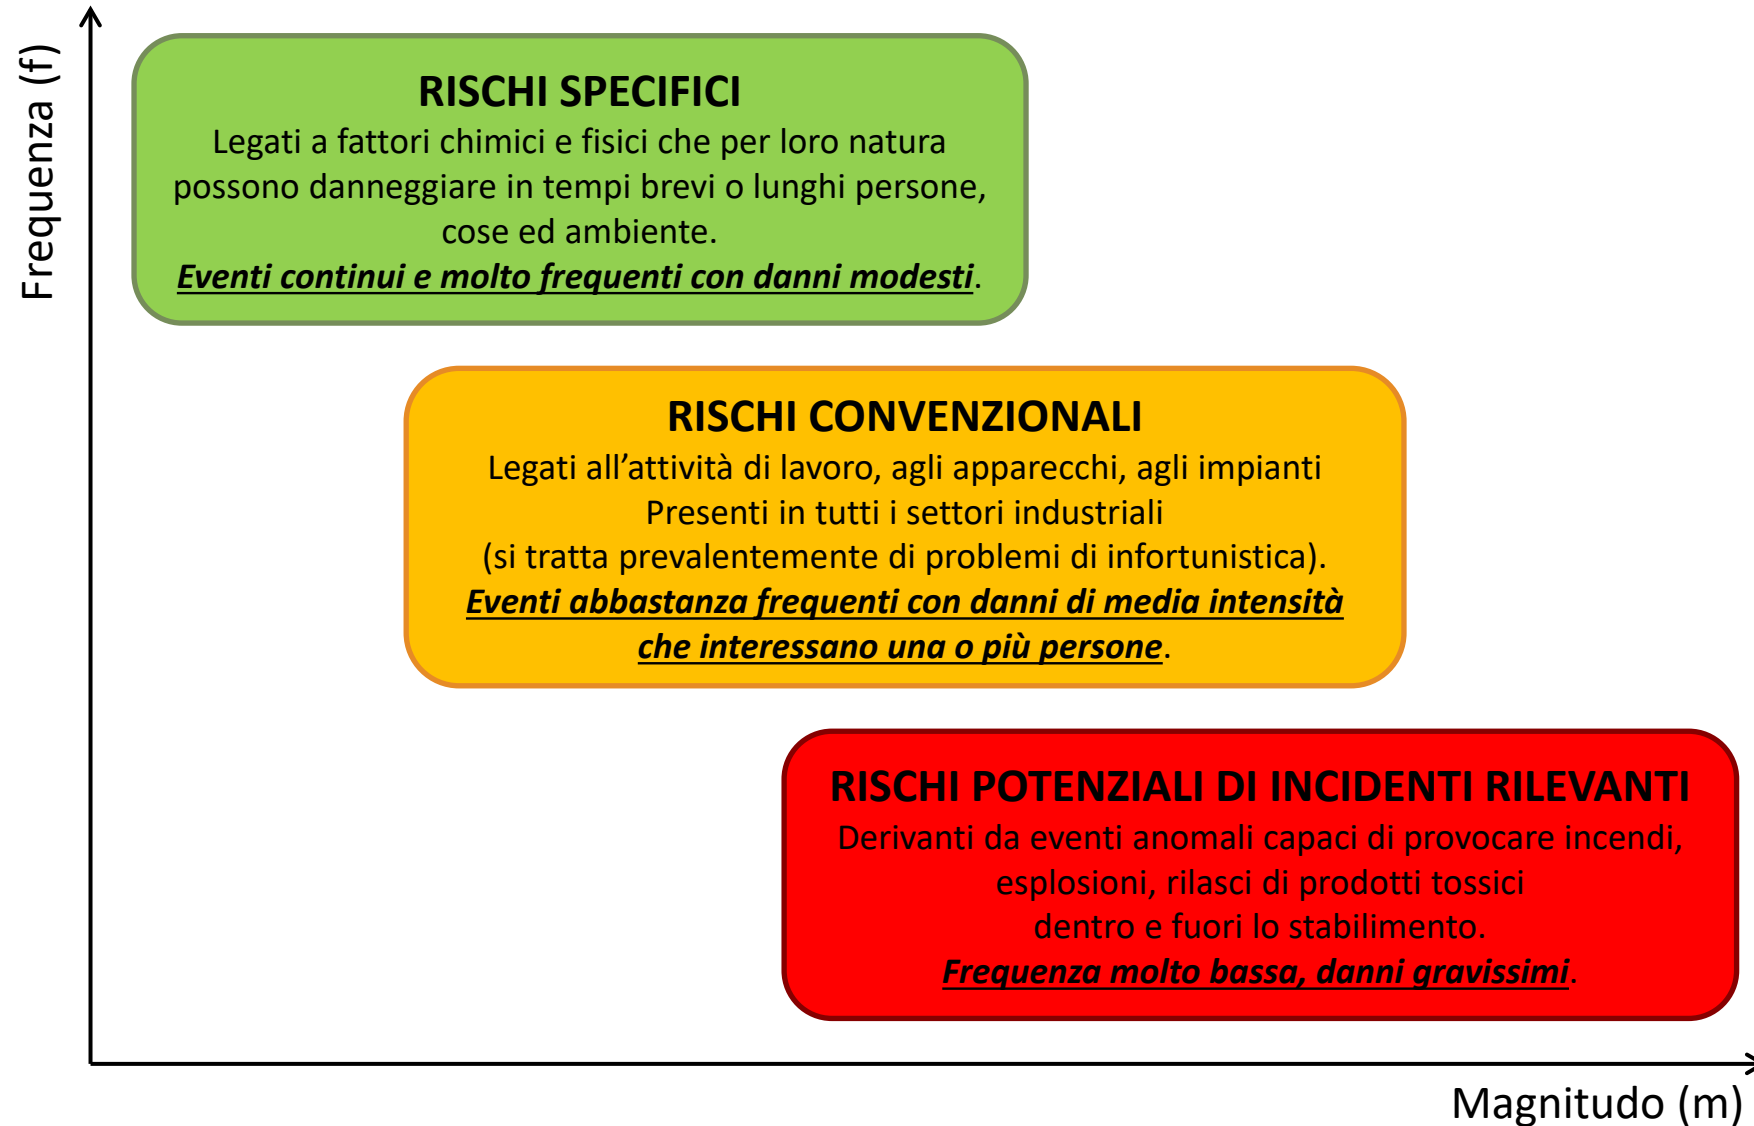 Frequenza (f)
RISCHI SPECIFICI
Legati a fattori chimici e fisici che per loro natura
possono danneggiare in tempi brevi o lunghi persone,
cose ed ambiente.
Eventi continui e molto frequenti con danni modesti.
RISCHI CONVENZIONALI
Legati all’attività di lavoro, agli apparecchi, agli impianti
Presenti in tutti i settori industriali
(si tratta prevalentemente di problemi di infortunistica).
Eventi abbastanza frequenti con danni di media intensità
che interessano una o più persone.
RISCHI POTENZIALI DI INCIDENTI RILEVANTI
Derivanti da eventi anomali capaci di provocare incendi,
esplosioni, rilasci di prodotti tossici
dentro e fuori lo stabilimento.
Frequenza molto bassa, danni gravissimi.
Magnitudo (m)